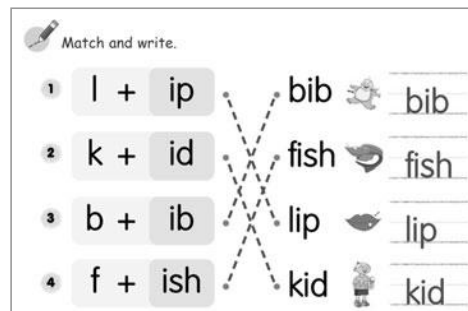 Match and write.
1 l + ip bib bib
2 k + id fish fish
3 b + ib lip lip
4 f + ish kid kid